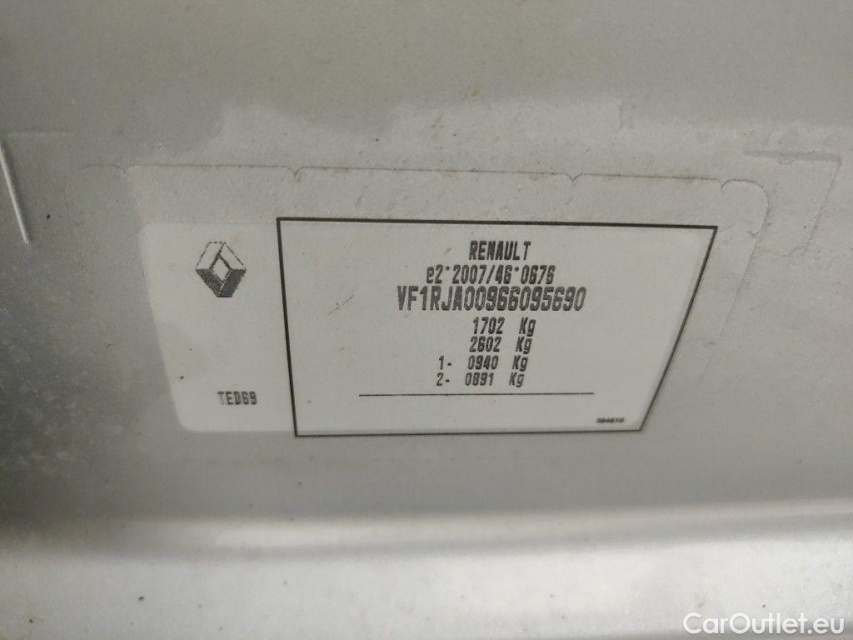 RENAULT
e2*2007/46*0676
VF1RJA00966095690
1702 Kg
2602 Kg
1- 0940 Kg
2- 0891 Kg
TED69
CarOutlet.eu